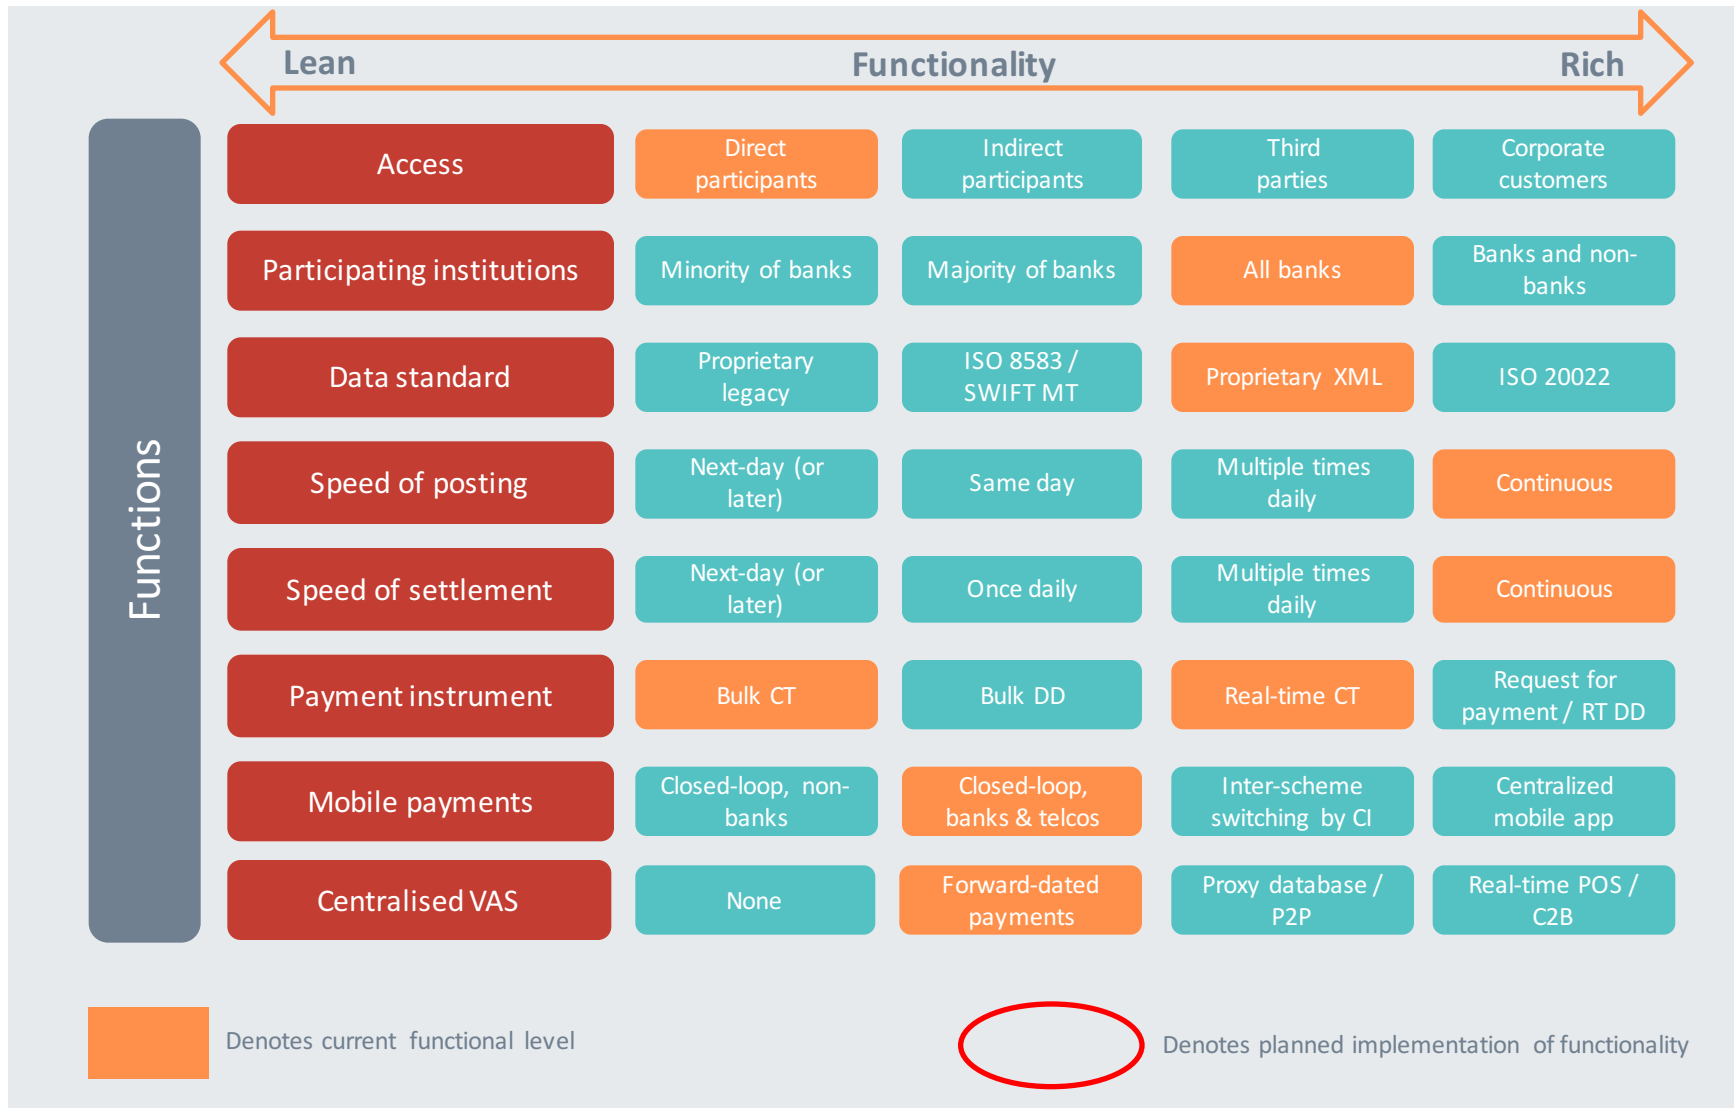 Lean Functionality Rich
Functions
Access
Direct
participants
Indirect
participants
Third
parties
Corporate
customers
Participating institutions
Minority of banks
Majority of banks
All banks
Banks and non-
banks
Data standard
Proprietary
legacy
ISO 8583 /
SWIFT MT
Proprietary XML
ISO 20022
Speed of posting
Next-day (or
later)
Same day
Multiple times
daily
Continuous
Speed of settlement
Next-day (or
later)
Once daily
Multiple times
daily
Continuous
Payment instrument
Bulk CT
Bulk DD
Real-time CT
Request for
payment / RT DD
Mobile payments
Closed-loop, non-
banks
Closed-loop,
banks & telcos
Inter-scheme
switching by CI
Centralized
mobile app
Centralised VAS
None
Forward-dated
payments
Proxy database /
P2P
Real-time POS /
C2B
Denotes current functional level
Denotes planned implementation of functionality